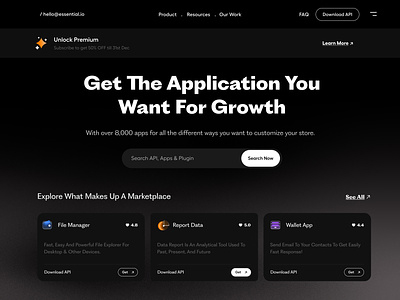 / hello@essential.io
Product . Resources . Our Work
FAQ
Download API
Unlock Premium
Subscribe to get 50% OFF till 31st Dec
Learn More ↗
Get The Application You
Want For Growth
With over 8,000 apps for all the different ways you want to customize your store.
Search API, Apps & Plugin
Search Now
Explore What Makes Up A Marketplace
See All ↗
File Manager
4.8
Fast, Easy And Powerful File Explorer For
Desktop & Other Devices.
Download API
Get
Report Data
5.0
Data Report Is An Analytical Tool Used To
Past, Present, And Future
Download API
Get
Wallet App
4.4
Send Email To Your Contacts To Get Easily
Fast Response!
Download API
Get